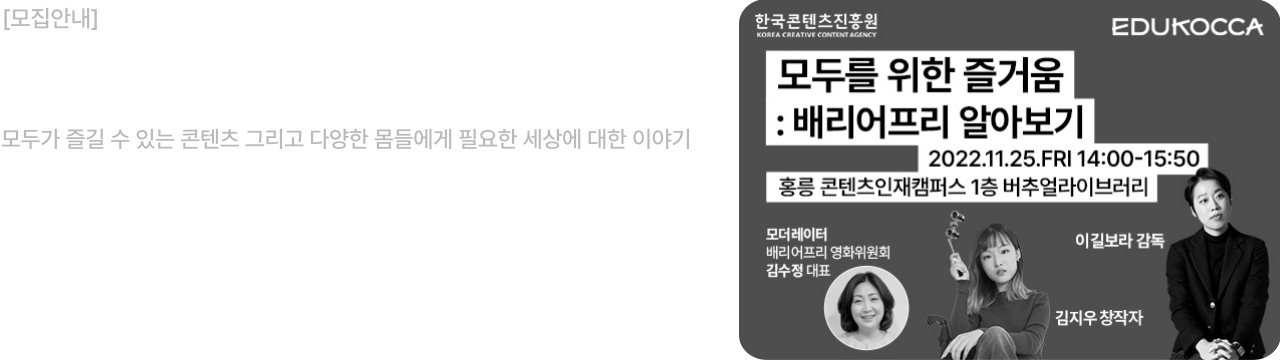 [모집안내]
모두가 즐길 수 있는 콘텐츠 그리고 다양한 몸들에게 필요한 세상에 대한 이야기
한국콘텐츠진흥원
KOREA CREATIVE CONTENT AGENCY
EDUKOCCA
모두를 위한 즐거움
: 배리어프리 알아보기
2022.11.25.FRI 14:00-15:50
홍릉 콘텐츠인재캠퍼스 1층 버추얼라이브러리
모더레이터
배리어프리 영화위원회
김수정 대표
이길보라 감독
김지우 창작자